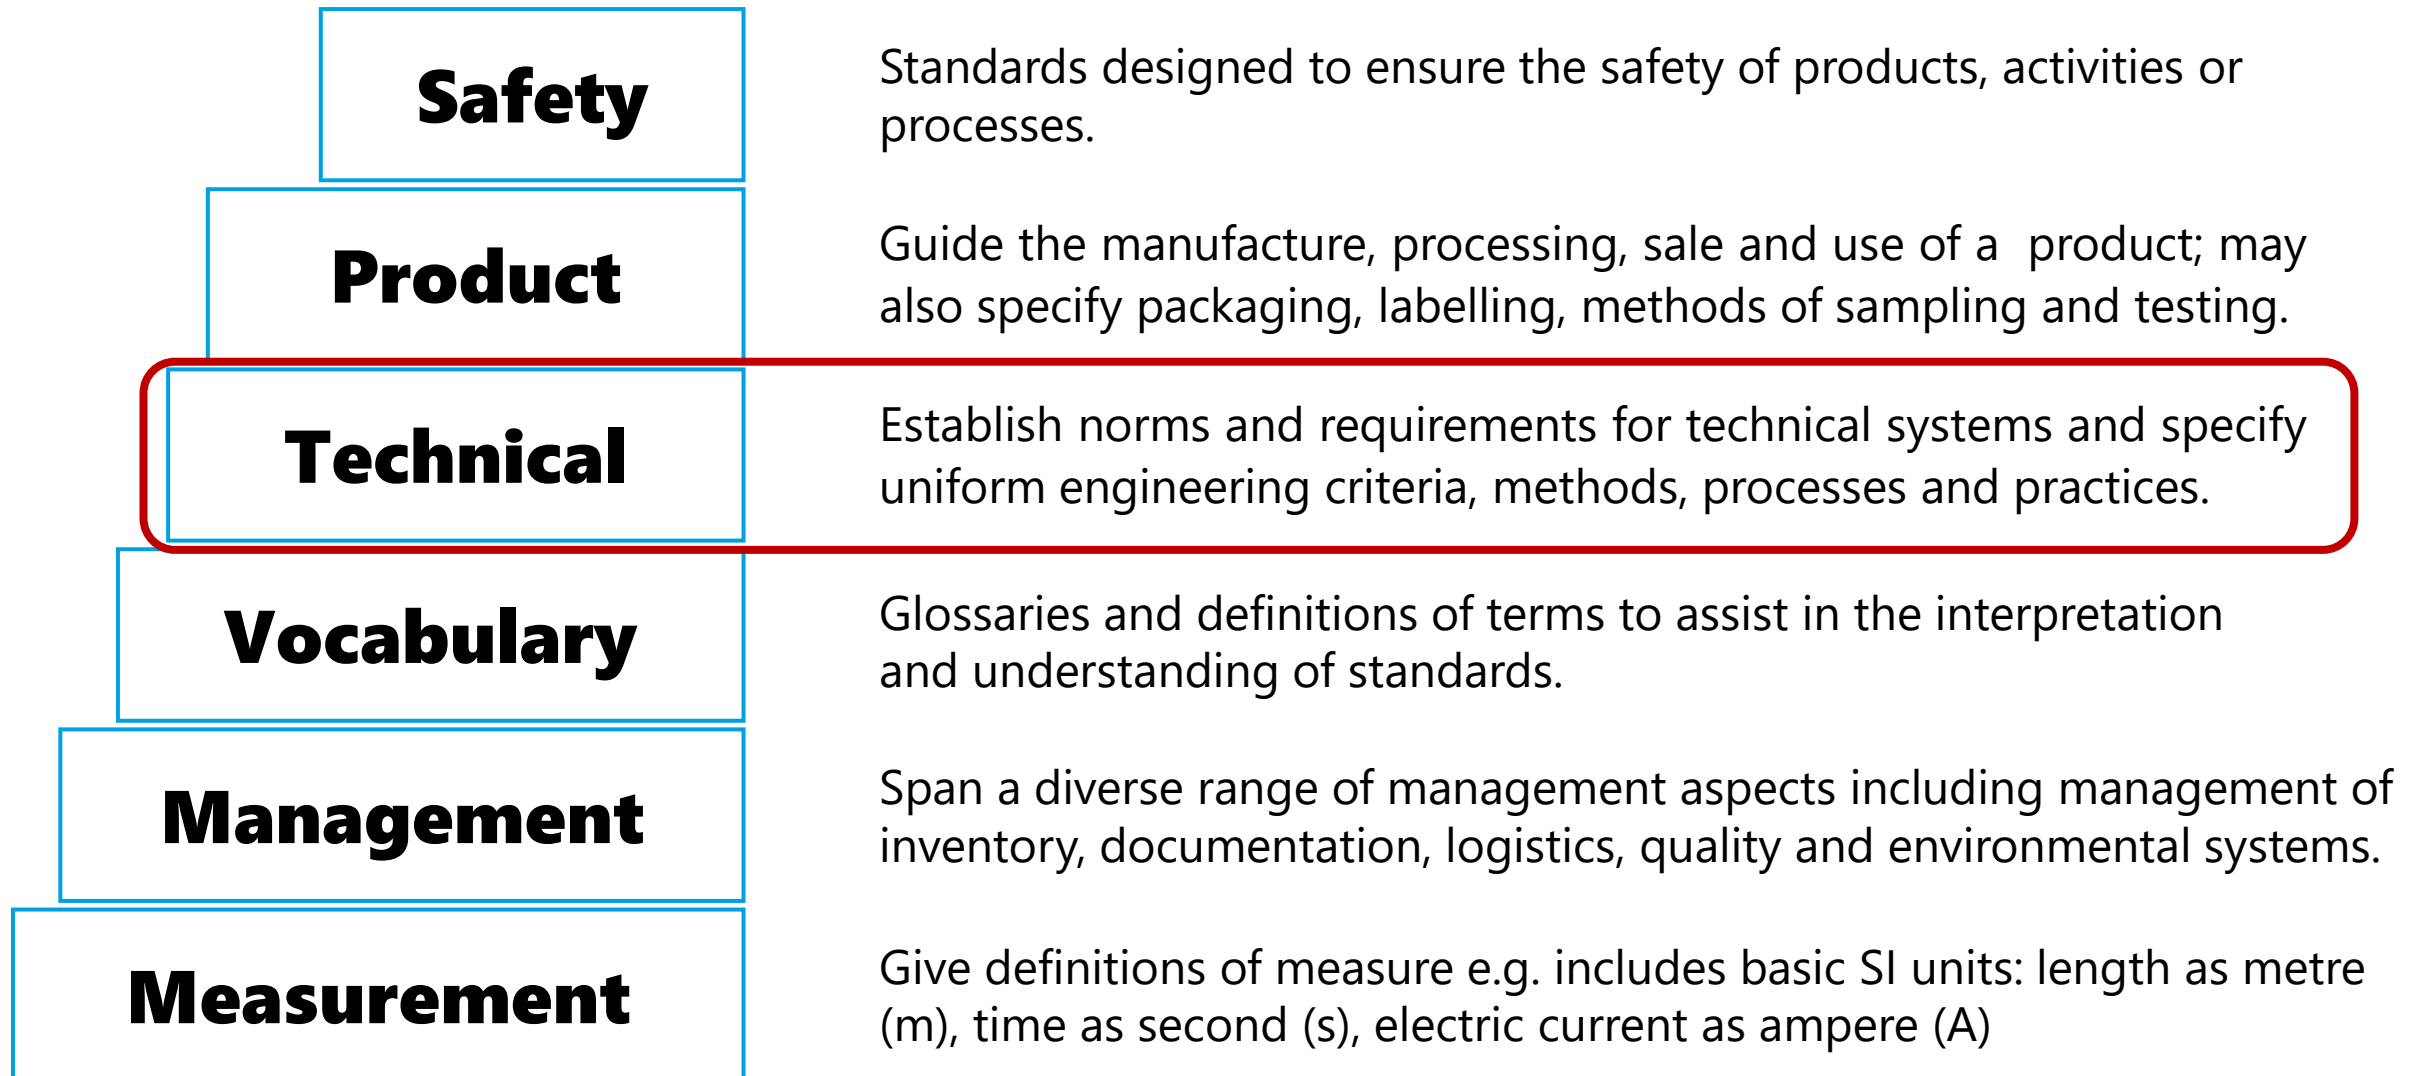 Safety
Standards designed to ensure the safety of products, activities or
processes.
Product
Guide the manufacture, processing, sale and use of a  product; may
also specify packaging, labelling, methods of sampling and testing.
Technical
Establish norms and requirements for technical systems and specify
uniform engineering criteria, methods, processes and practices.
Vocabulary
Glossaries and definitions of terms to assist in the interpretation
and understanding of standards.
Management
Span a diverse range of management aspects including management of
inventory, documentation, logistics, quality and environmental systems.
Measurement
Give definitions of measure e.g. includes basic SI units: length as metre
(m), time as second (s), electric current as ampere (A)